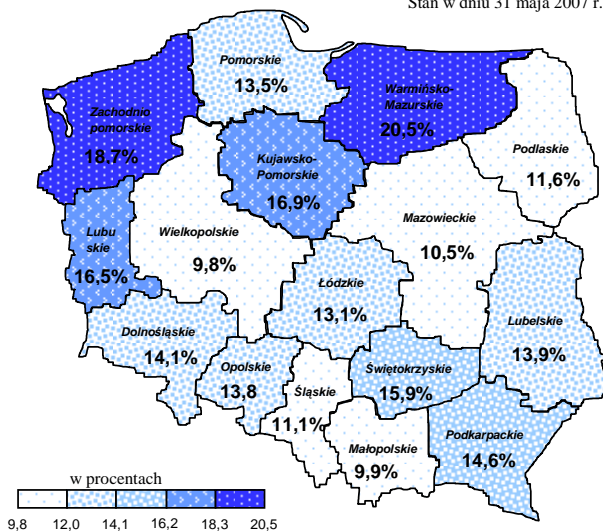 Stan w dniu 31 maja 2007 r.
Pomorskie
13,5%
Warmińsko-
Mazurskie
20,5%
Zachodnio
pomorskie
18.7%
Podlaskie
11,6%
Kujawsko-
Pomorskie
16,9%
Mazowieckie
10,5%
Lubu
skie
16,5%
Wielkopolskie
9,8%
Łódzkie
13,1%
Lubelskie
13,9%
Dolnośląskie
14,1%
Opolskie
13,8
Śląskie
11,1%
Świętokrzyskie
15,9%
Małopolskie
9,9%
Podkarpackie
14,6%
w procentach
9,8 12,0 14,1 16,2 18,3 20,5